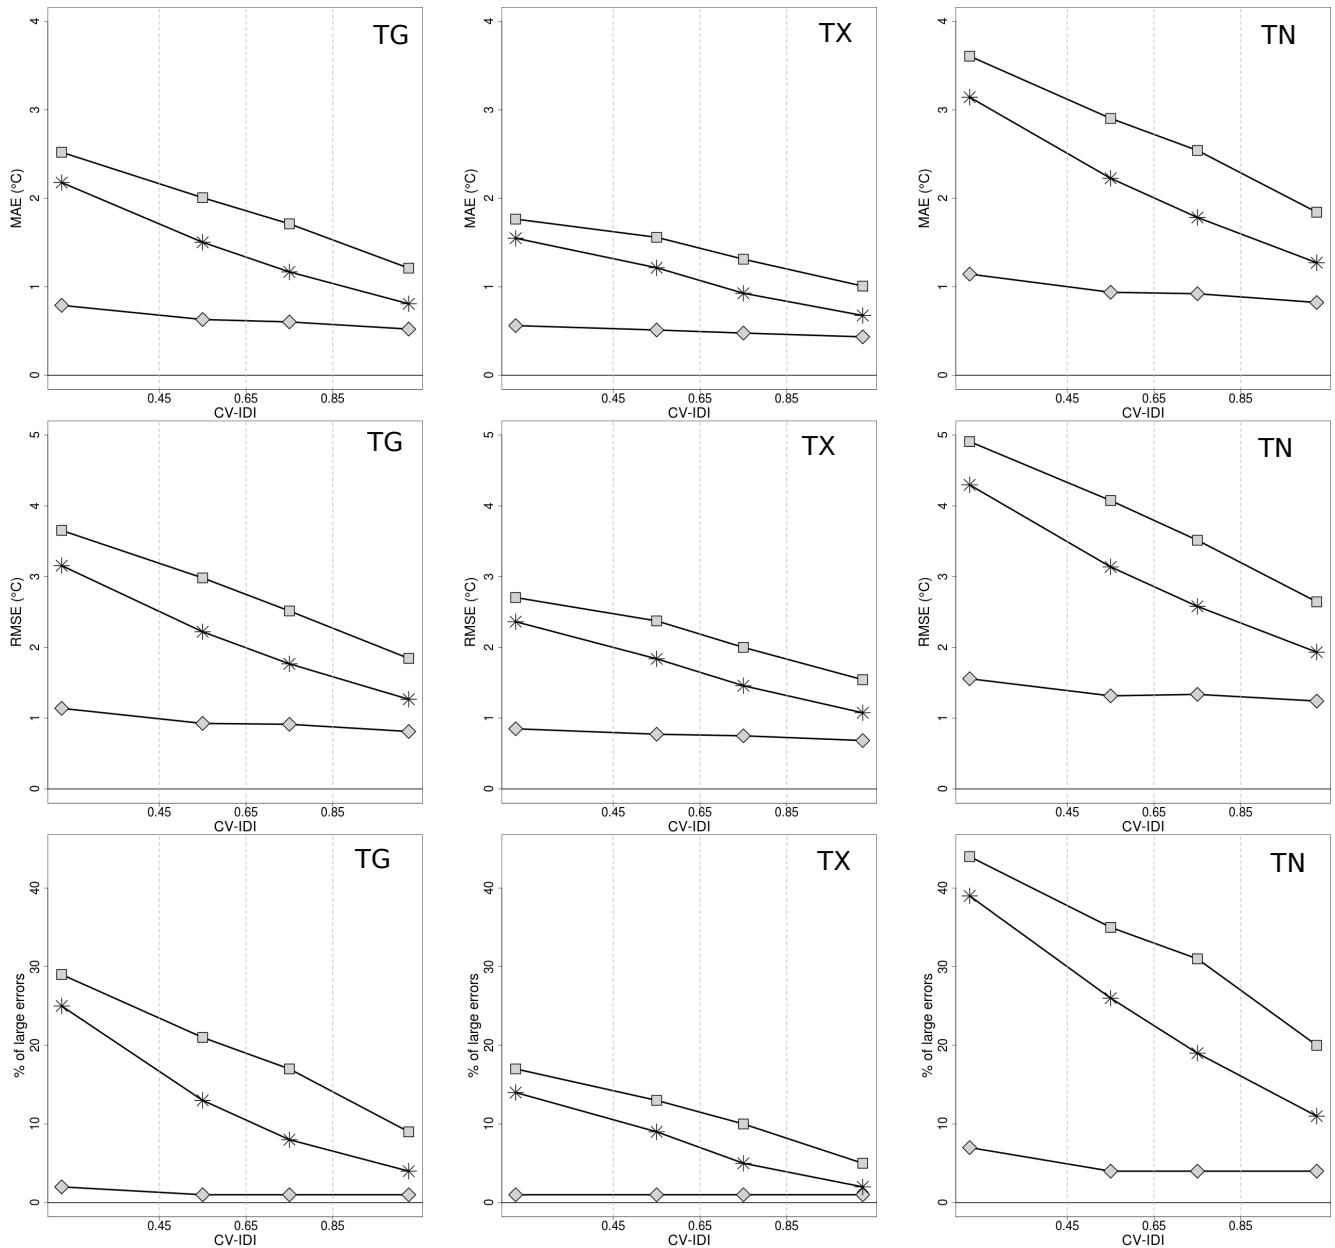 TG
MAE (°C)
0 1 2 3 4
0.45 0.65 0.85
CV-IDI
TX
MAE (°C)
0 1 2 3 4
0.45 0.65 0.85
CV-IDI
TN
MAE (°C)
0 1 2 3 4
0.45 0.65 0.85
CV-IDI
TG
RMSE (°C)
0 1 2 3 4 5
0.45 0.65 0.85
CV-IDI
TX
RMSE (°C)
0 1 2 3 4 5
0.45 0.65 0.85
CV-IDI
TN
RMSE (°C)
0 1 2 3 4 5
0.45 0.65 0.85
CV-IDI
TG
% of large errors
0 10 20 30 40
0.45 0.65 0.85
CV-IDI
TX
% of large errors
0 10 20 30 40
0.45 0.65 0.85
CV-IDI
TN
% of large errors
0 10 20 30 40
0.45 0.65 0.85
CV-IDI